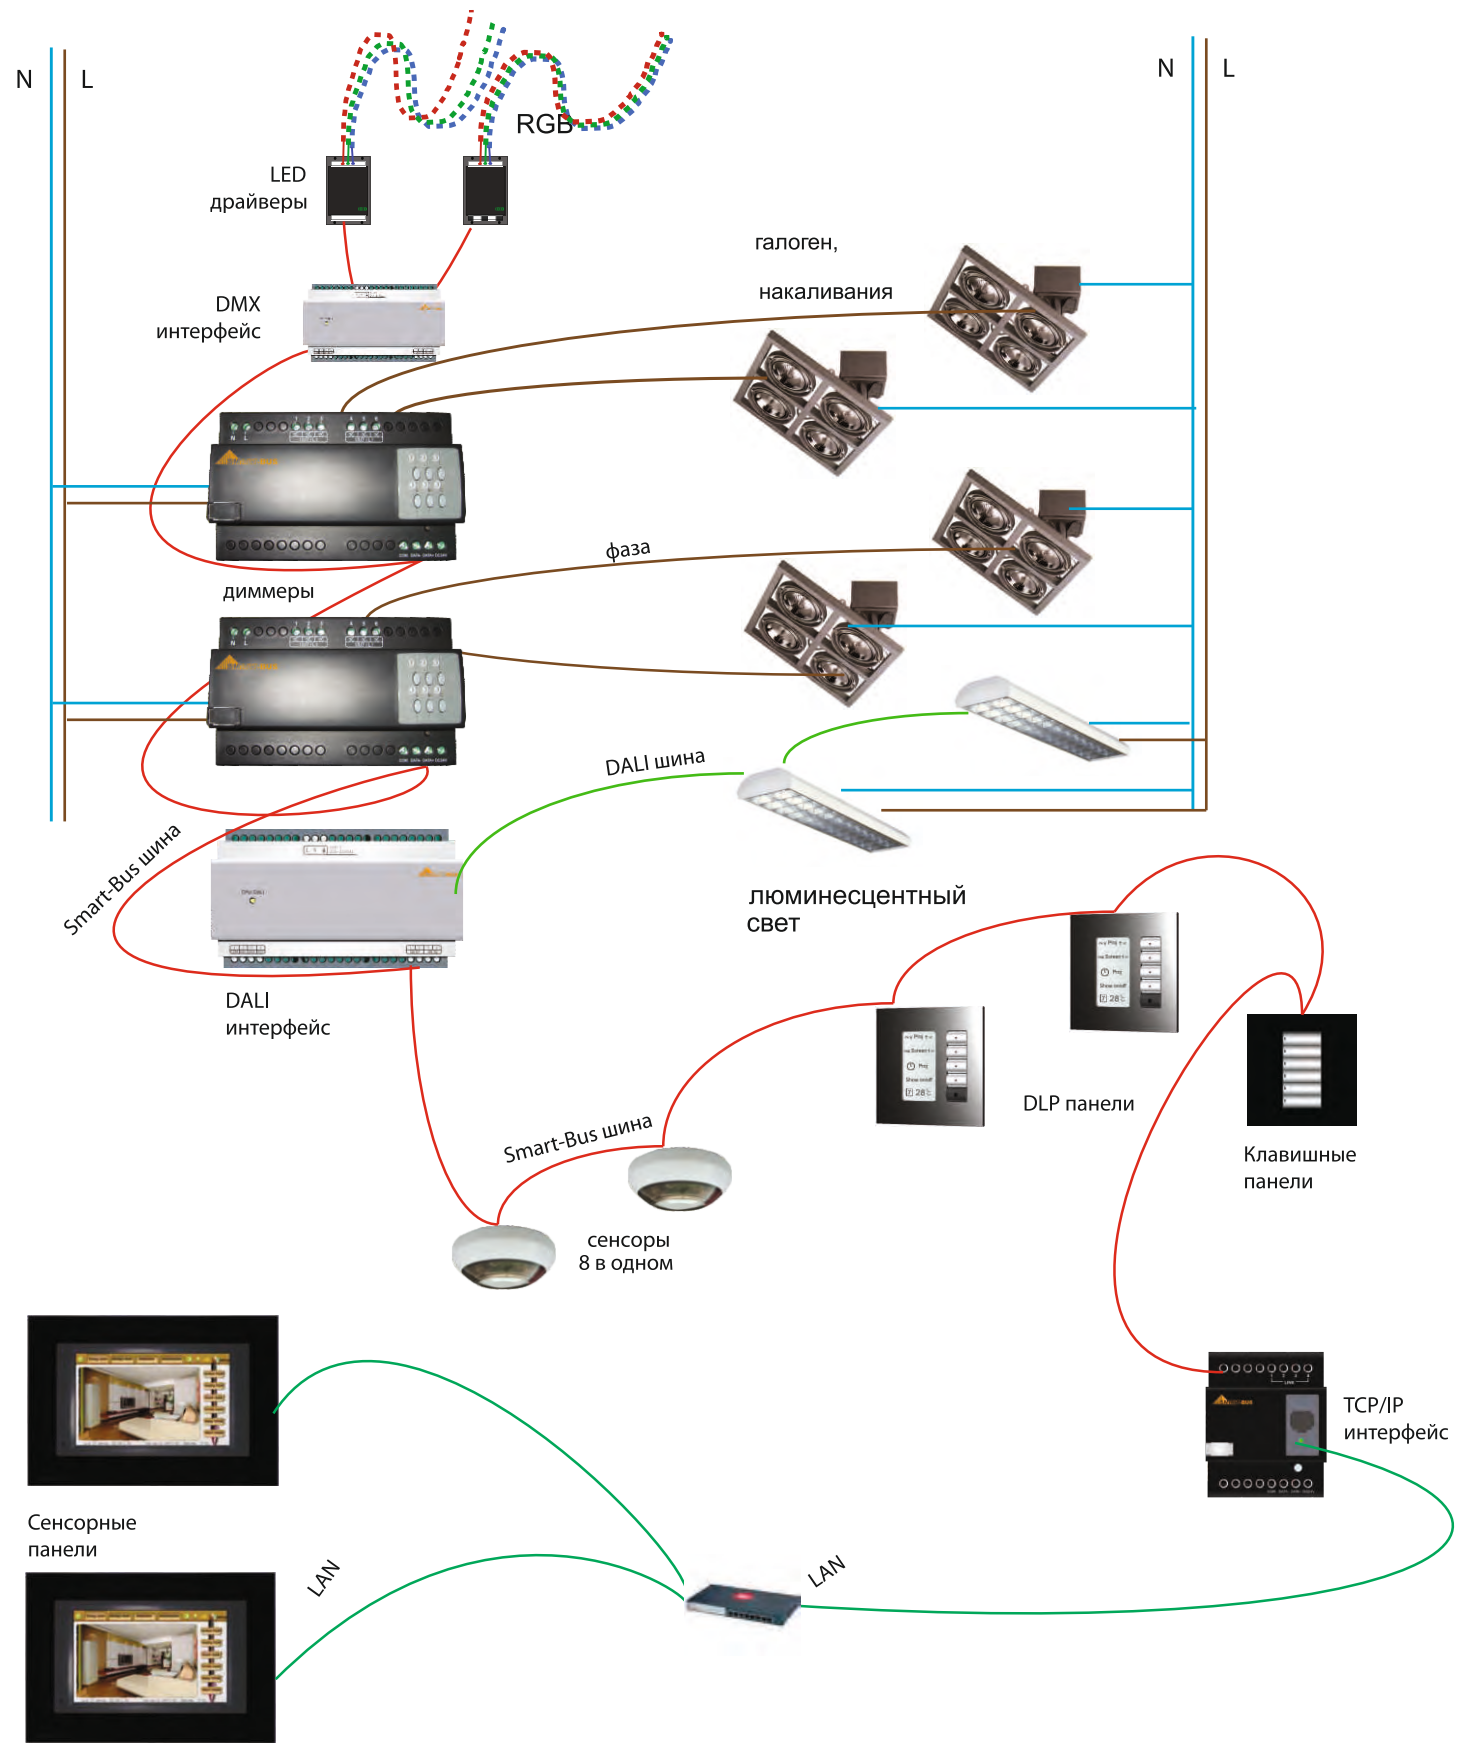 N
L
N
L
RGB
LED
драйверы
галоген,
накаливания
DMX
интерфейс
фаза
диммеры
DALI шина
Smart-Bus шина
люминесцентный
свет
DALI
интерфейс
DLP панели
Smart-Bus шина
Клавишные
панели
сенсоры
8 в одном
TCP/IP
интерфейс
Сенсорные
панели
LAN
LAN